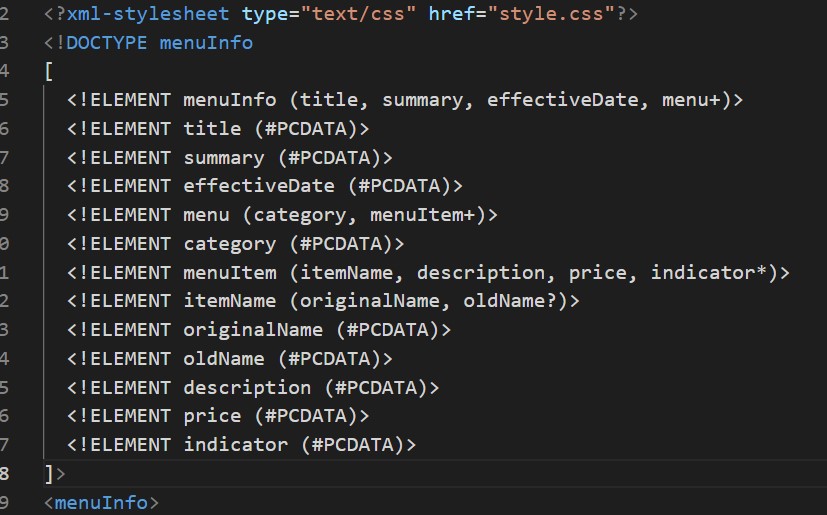 2 <?xml-stylesheet type="text/css" href="style.css"?>
3 <!DOCTYPE menuInfo
4 [
5 <!ELEMENT menuInfo (title, summary, effectiveDate, menu+)>
6 <!ELEMENT title (#PCDATA)>
7 <!ELEMENT summary (#PCDATA)>
8 <!ELEMENT effectiveDate (#PCDATA)>
9 <!ELEMENT menu (category, menuItem+)>
0 <!ELEMENT category (#PCDATA)>
1 <!ELEMENT menuItem (itemName, description, price, indicator*)>
2 <!ELEMENT itemName (originalName, oldName?)>
3 <!ELEMENT originalName (#PCDATA)>
4 <!ELEMENT oldName (#PCDATA)>
5 <!ELEMENT description (#PCDATA)>
6 <!ELEMENT price (#PCDATA)>
7 <!ELEMENT indicator (#PCDATA)>
8 ]>
9 <menuInfo>